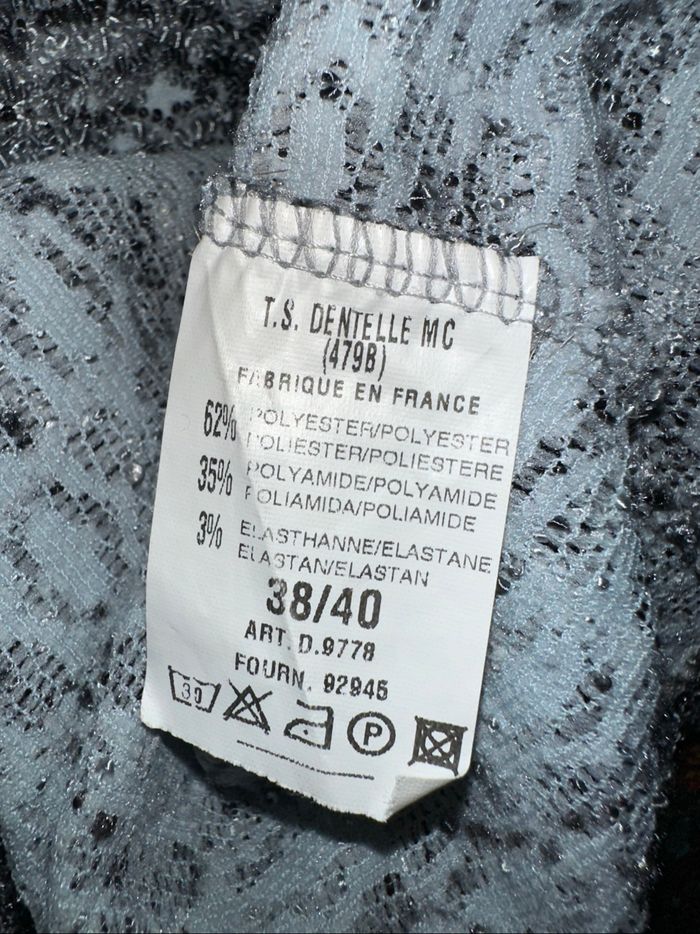 T.S. DENTELLE MC
(479B)
FABRIQUE EN FRANCE
62% POLYESTER/POLYESTER
POLIESTER/POLIESTERE
35% POLYAMIDE/POLYAMIDE
POLIAMIDA/POLIAMIDE
3% ELASTHANNE/ELASTANE
ELASTAN/ELASTAN
38/40
ART. D.9778
FOURN. 92945
30 P